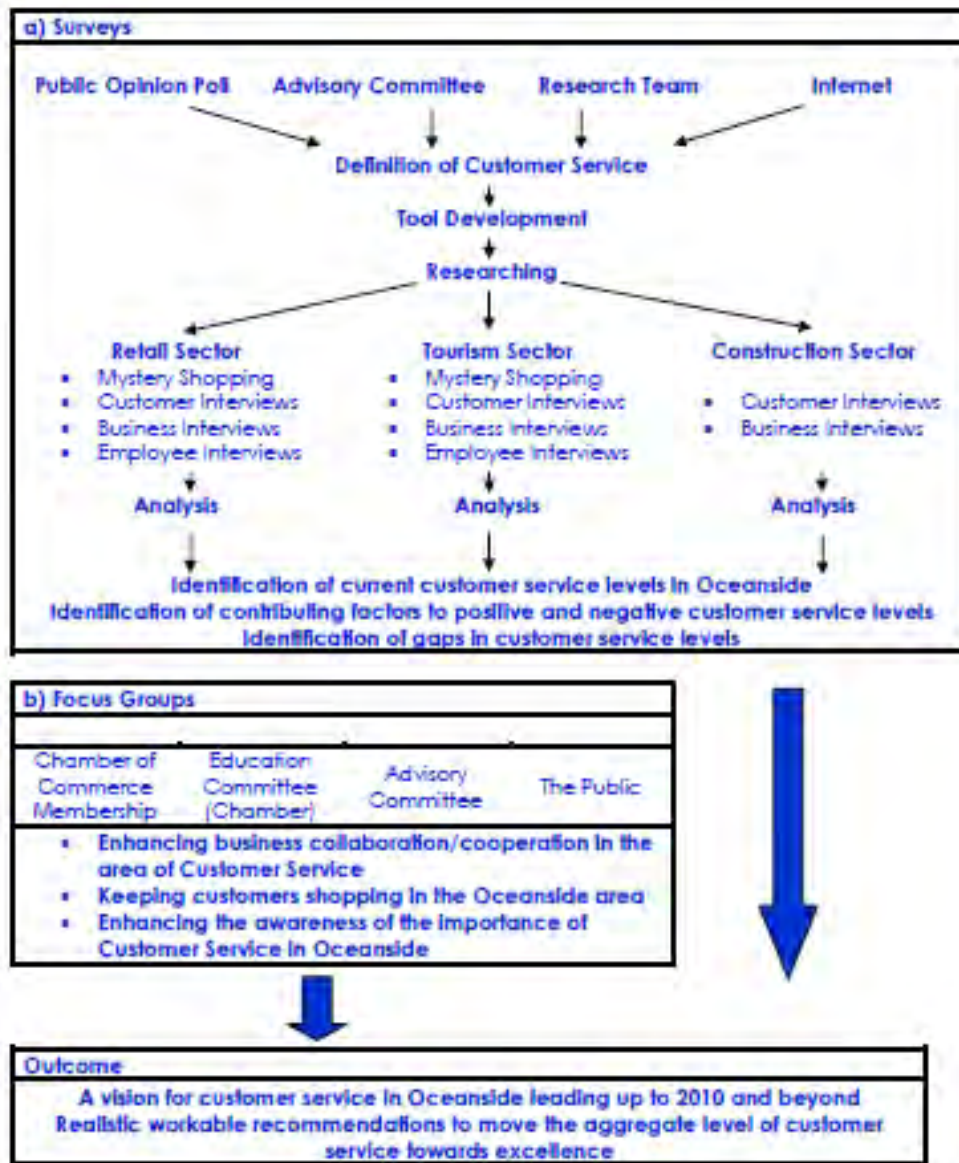 a) Surveys
Public Opinion Poll Advisory Committee Research Team Internet
Definition of Customer Service
Tool Development
Researching
Retail Sector Tourism Sector Construction Sector
• Mystery Shopping • Mystery Shopping
• Customer Interviews • Customer Interviews • Customer Interviews
• Business Interviews • Business Interviews • Business Interviews
• Employee Interviews • Employee Interviews
Analysis Analysis Analysis
Identification of current customer service levels in Oceanside
Identification of contributing factors to positive and negative customer service levels
Identification of gaps in customer service levels
b) Focus Groups
Chamber of
Commerce
Membership
Education
Committee
(Chamber)
Advisory
Committee
The Public
• Enhancing business collaboration/cooperation in the
area of Customer Service
• Keeping customers shopping in the Oceanside area
• Enhancing the awareness of the importance of
Customer Service in Oceanside
Outcome
A vision for customer service in Oceanside leading up to 2010 and beyond
Realistic workable recommendations to move the aggregate level of customer
service towards excellence